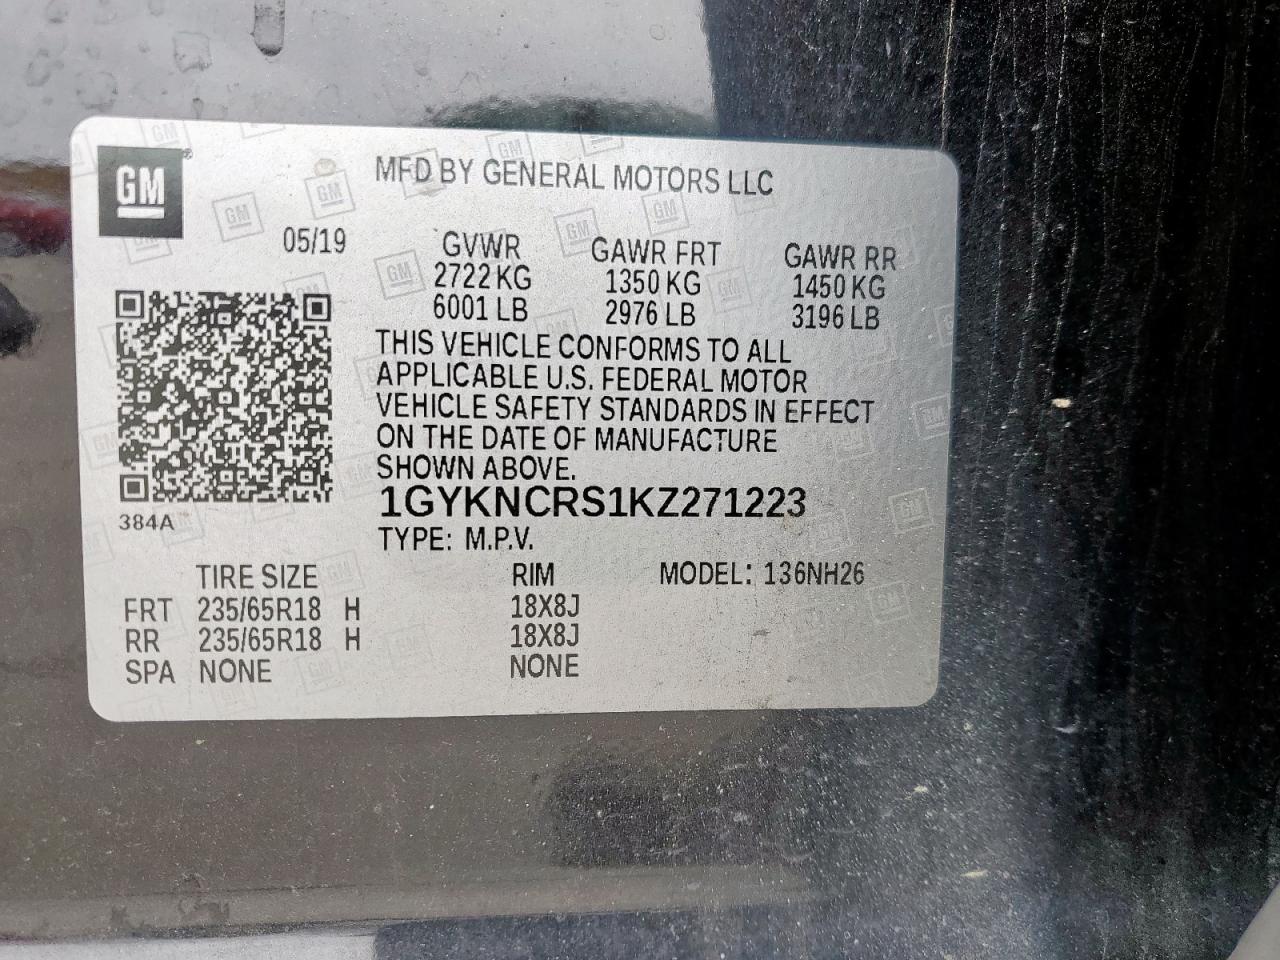 GM
MFD BY GENERAL MOTORS LLC
05/19
GVWR GAWR FRT GAWR RR
2722 KG 1350 KG 1450 KG
6001 LB 2976 LB 3196 LB
THIS VEHICLE CONFORMS TO ALL
APPLICABLE U.S. FEDERAL MOTOR
VEHICLE SAFETY STANDARDS IN EFFECT
ON THE DATE OF MANUFACTURE
SHOWN ABOVE.
1GYKNCRS1KZ271223
384A
TYPE: M.P.V.
TIRE SIZE RIM MODEL: 136NH26
FRT 235/65R18 H 18X8J
RR 235/65R18 H 18X8J
SPA NONE NONE